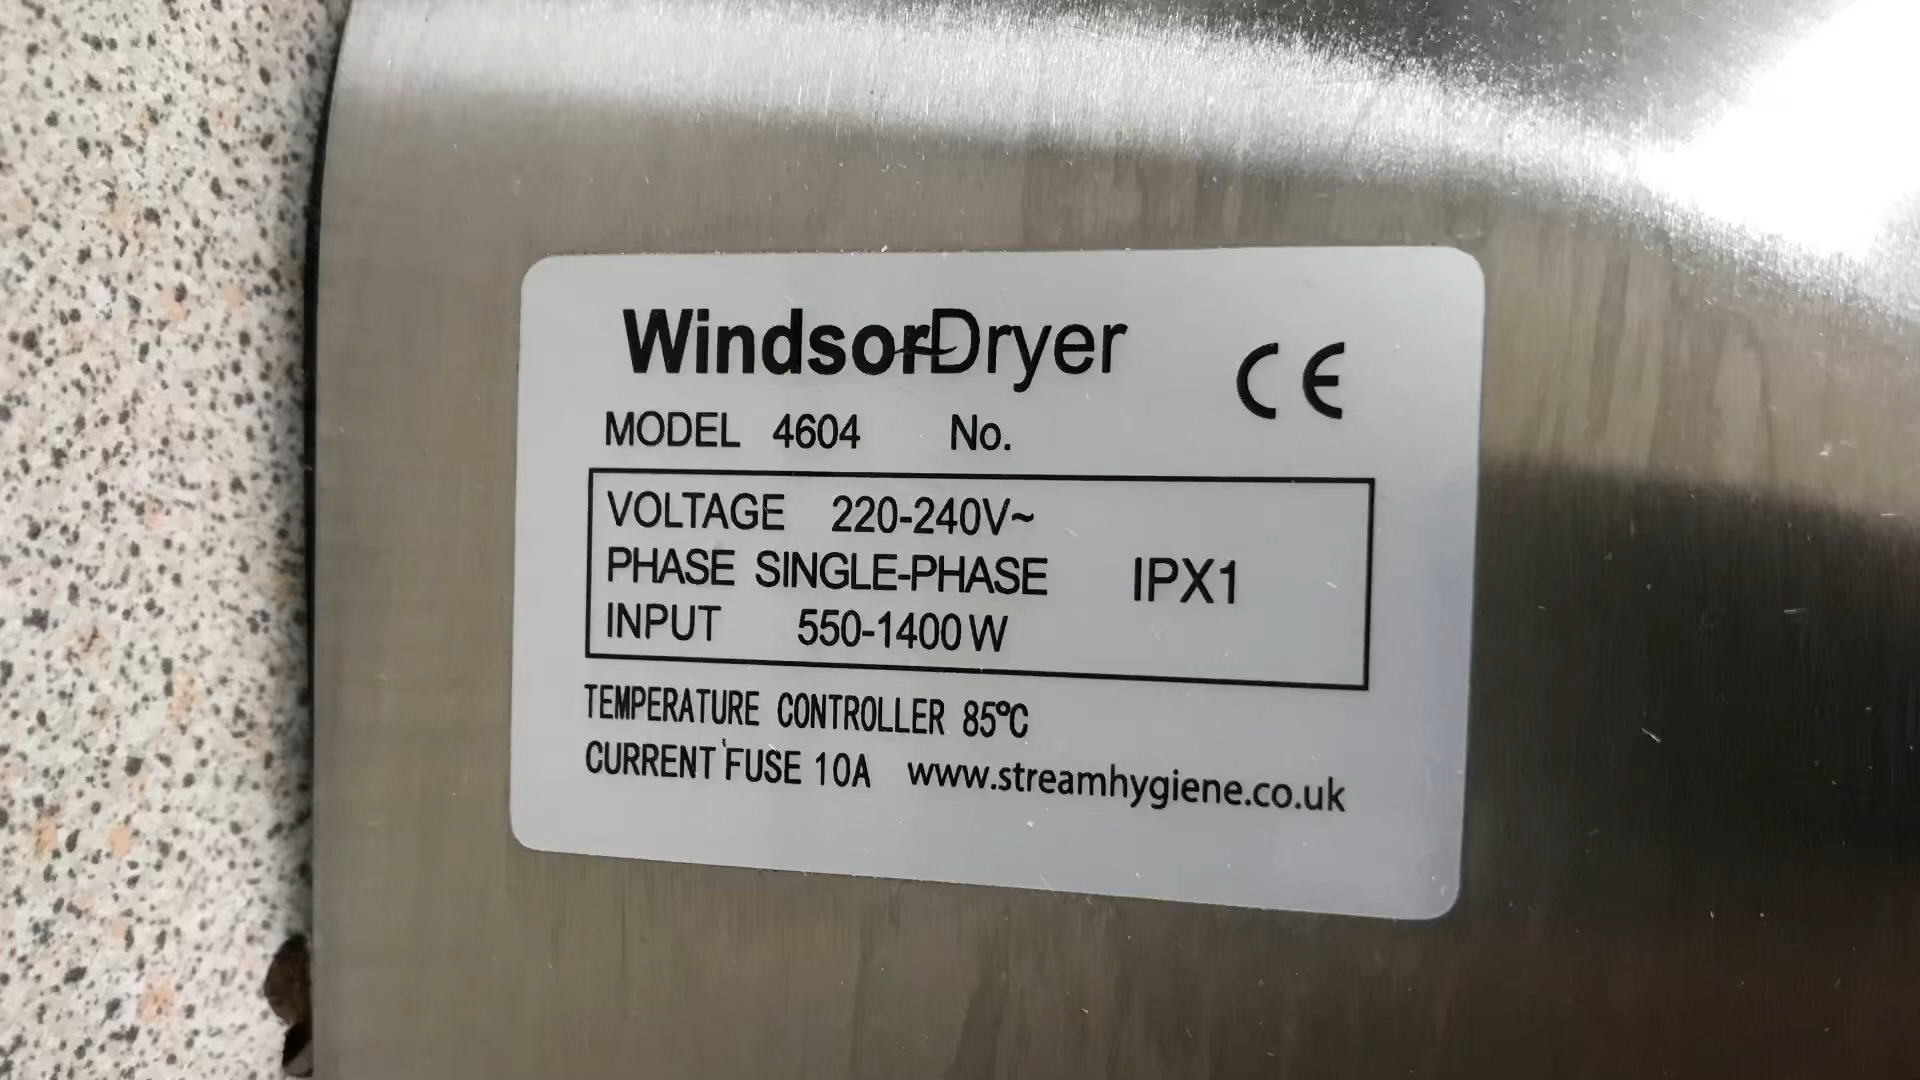 WindsorDryer
CE
MODEL 4604 No.
VOLTAGE 220-240V~
PHASE SINGLE-PHASE IPX1
INPUT 550-1400W
TEMPERATURE CONTROLLER 85°C
CURRENT FUSE 10A www.streamhygiene.co.uk